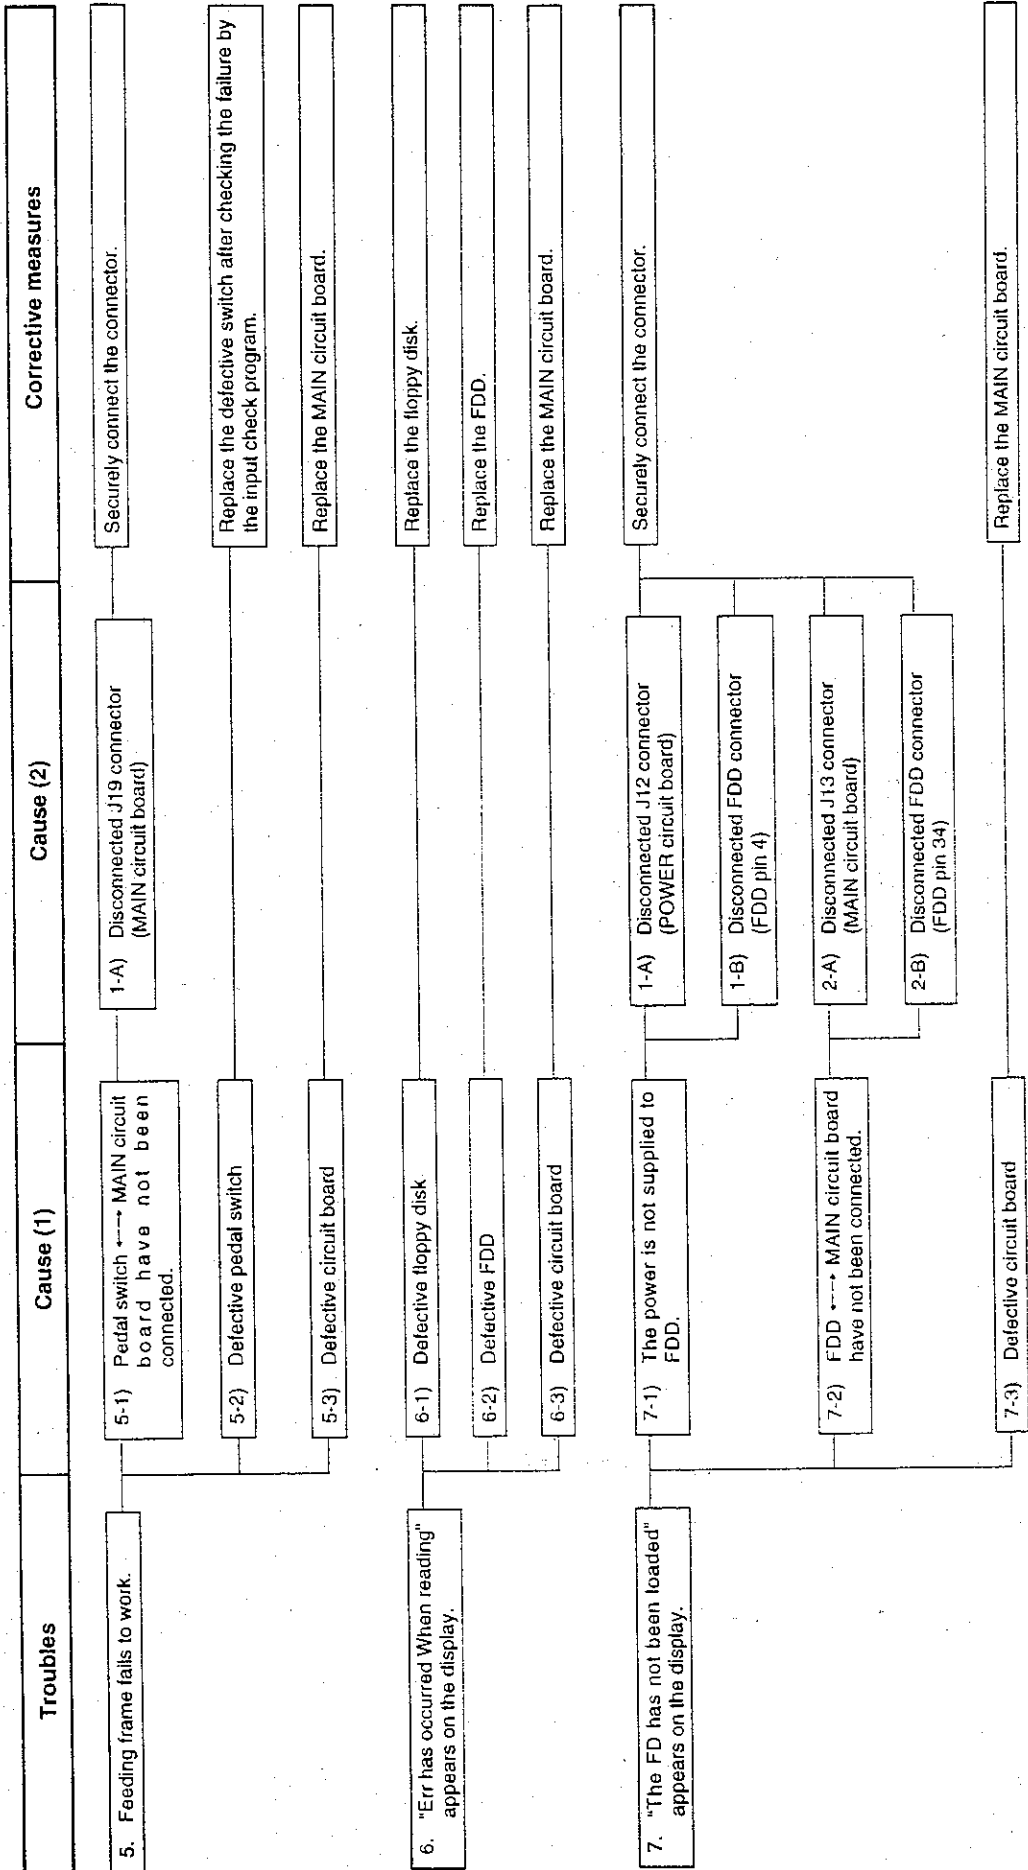 Troubles
Cause (1)
Cause (2)
Corrective measures
5. Feeding frame fails to work.
5-1) Pedal switch ←---→ MAIN circuit
board have not been
connected.
1-A) Disconnected J19 connector
(MAIN circuit board)
Securely connect the connector.
5-2) Defective pedal switch
Replace the defective switch after checking the failure by
the input check program.
5-3) Defective circuit board
Replace the MAIN circuit board.
6. "Err has occurred When reading"
appears on the display.
6-1) Defective floppy disk
Replace the floppy disk.
6-2) Defective FDD
Replace the FDD.
6-3) Defective circuit board
Replace the MAIN circuit board.
7. "The FD has not been loaded"
appears on the display.
7-1) The power is not supplied to
FDD.
1-A) Disconnected J12 connector
(POWER circuit board)
Securely connect the connector.
1-B) Disconnected FDD connector
(FDD pin 4)
7-2) FDD ←---→ MAIN circuit board
have not been connected.
2-A) Disconnected J13 connector
(MAIN circuit board)
2-B) Disconnected FDD connector
(FDD pin 34)
7-3) Defective circuit board
Replace the MAIN circuit board.